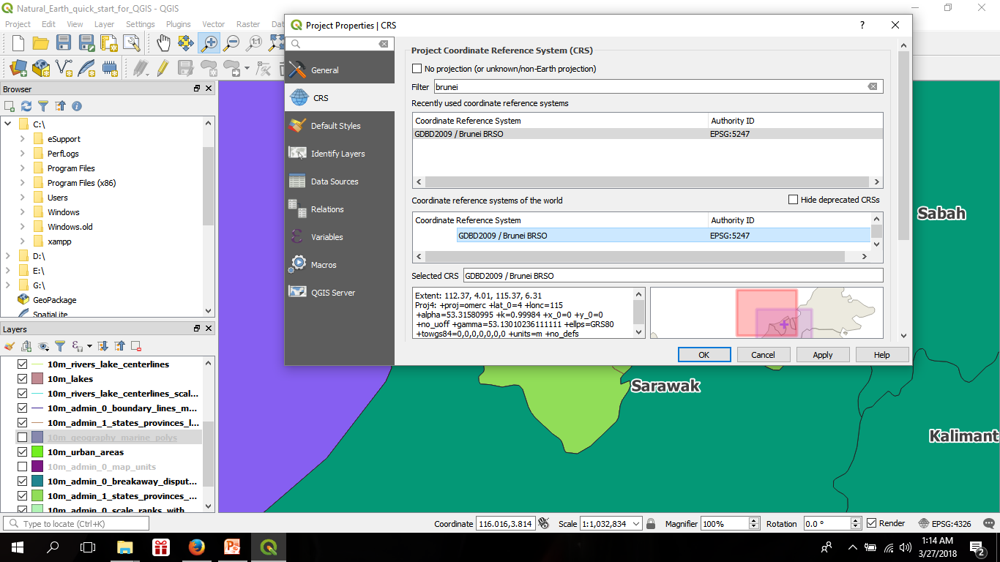 Natural_Earth_quick_start_for_QGIS - QGIS
Project Edit View Layer Settings Plugins Vector Raster Dat
Browser
C:\
eSupport
PerfLogs
Program Files
Program Files (x86)
Users
Windows
Windows.old
xampp
D:\
E:\
G:\
GeoPackage
SpatiaLite
Layers
10m_rivers_lake_centerlines
10m_lakes
10m_rivers_lake_centerlines_scal...
10m_admin_0_boundary_lines_m...
10m_admin_1_states_provinces_l...
10m_geography_marine_polys
10m_urban_areas
10m_admin_0_map_units
10m_admin_0_breakaway_disput...
10m_admin_1_states_provinces_...
10m_admin_0_scale_ranks_with_
Project Properties | CRS
General
CRS
Default Styles
Identify Layers
Data Sources
Relations
Variables
Macros
QGIS Server
Project Coordinate Reference System (CRS)
No projection (or unknown/non-Earth projection)
Filter brunei
Recently used coordinate reference systems
Coordinate Reference System Authority ID
GDBD2009 / Brunei BRSO EPSG:5247
Coordinate reference systems of the world Hide deprecated CRSs
Coordinate Reference System Authority ID
GDBD2009 / Brunei BRSO EPSG:5247
Selected CRS GDBD2009 / Brunei BRSO
Extent: 112.37, 4.01, 115.37, 6.31
Proj4: +proj=omerc +lat_0=4 +lonc=115
+alpha=53.31580995 +k=0.99984 +x_0=0 +y_0=0
+no_uoff +gamma=53.13010236111111 +ellps=GRS80
+towgs84=0,0,0,0,0,0,0 +units=m +no_defs
OK Cancel Apply Help
Sabah
Sarawak
Kalimant
Type to locate (Ctrl+K) Coordinate 116.016,3.814 Scale 1:1,032,834 Magnifier 100% Rotation 0.0 ° Render EPSG:4326
1:14 AM
3/27/2018
2